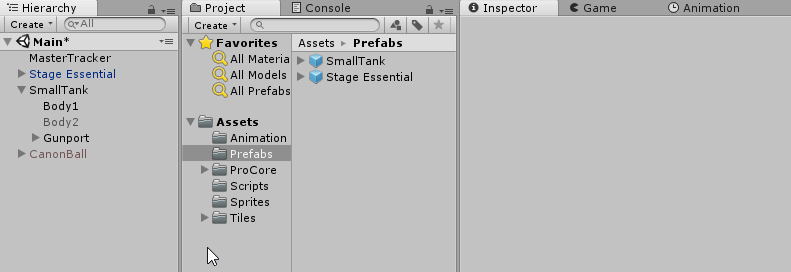 Hierarchy
Create
All
Main*
MasterTracker
Stage Essential
SmallTank
Body1
Body2
Gunport
CanonBall
Project
Console
Create
Favorites
All Materia
All Models
All Prefabs
Assets
Animation
Prefabs
ProCore
Scripts
Sprites
Tiles
Assets Prefabs
SmallTank
Stage Essential
Inspector
Game
Animation